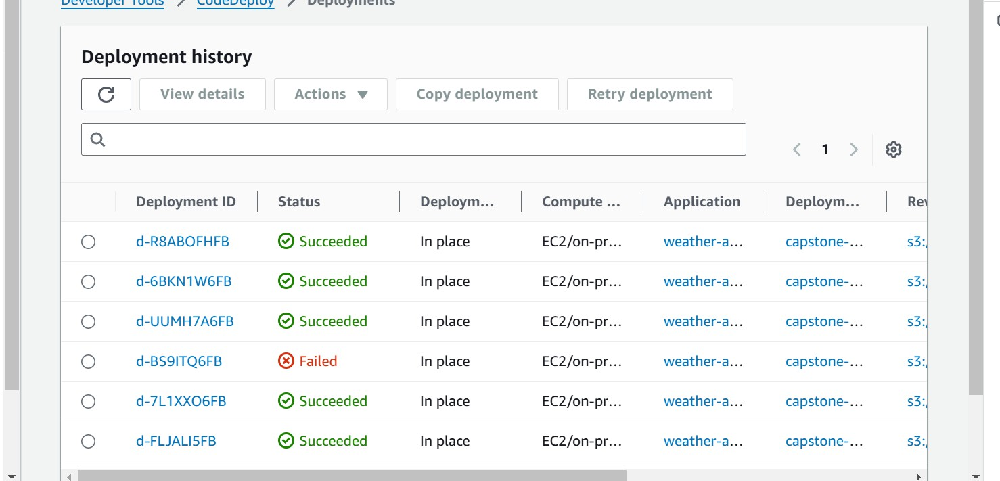 Developer Tools / CodeDeploy / Deployments
Deployment history
View details Actions Copy deployment Retry deployment
1
Deployment ID Status Deploym... Compute ... Application Deploym... Rev
d-R8ABOFHFB Succeeded In place EC2/on-pr... weather-a... capstone-... s3:/
d-6BKN1W6FB Succeeded In place EC2/on-pr... weather-a... capstone-... s3:/
d-UUMH7A6FB Succeeded In place EC2/on-pr... weather-a... capstone-... s3:/
d-BS9ITQ6FB Failed In place EC2/on-pr... weather-a... capstone-... s3:/
d-7L1XXO6FB Succeeded In place EC2/on-pr... weather-a... capstone-... s3:/
d-FLJALI5FB Succeeded In place EC2/on-pr... weather-a... capstone-... s3:/